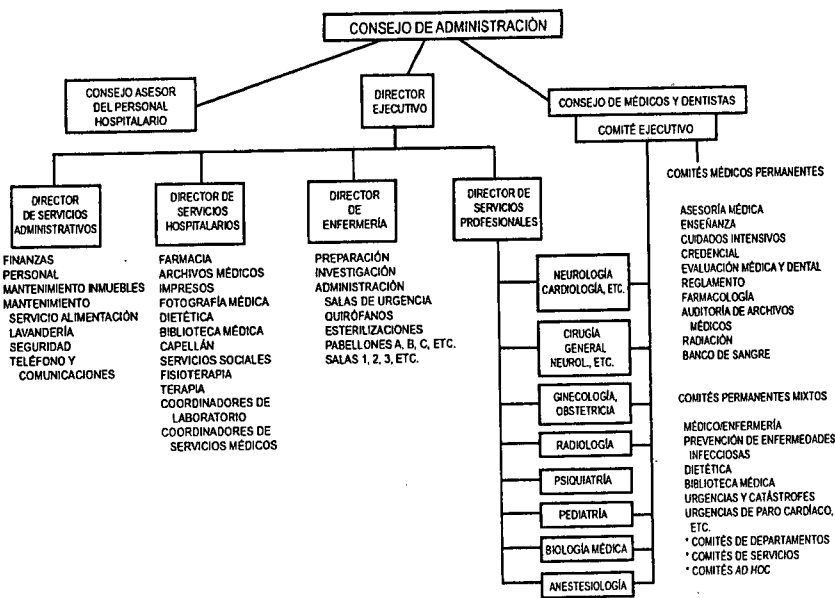 CONSEJO DE ADMINISTRACIÒN
CONSEJO ASESOR
DEL PERSONAL
HOSPITALARIO
DIRECTOR
EJECUTIVO
CONSEJO DE MÉDICOS Y DENTISTAS
COMITÉ EJECUTIVO
DIRECTOR
DE SERVICIOS
ADMINISTRATIVOS
FINANZAS
PERSONAL
MANTENIMIENTO INMUEBLES
MANTENIMIENTO
SERVICIO ALIMENTACIÓN
LAVANDERÍA
SEGURIDAD
TELÉFONO Y
COMUNICACIONES
DIRECTOR DE
SERVICIOS
HOSPITALARIOS
FARMACIA
ARCHIVOS MÉDICOS
IMPRESOS
FOTOGRAFÍA MÉDICA
DIETÉTICA
BIBLIOTECA MÉDICA
CAPELLÁN
SERVICIOS SOCIALES
FISIOTERAPIA
TERAPIA
COORDINADORES DE
LABORATORIO
COORDINADORES DE
SERVICIOS MÉDICOS
DIRECTOR
DE
ENFERMERÍA
PREPARACIÓN
INVESTIGACIÓN
ADMINISTRACIÓN
SALAS DE URGENCIA
QUIRÓFANOS
ESTERILIZACIONES
PABELLONES A, B, C, ETC.
SALAS 1, 2, 3, ETC.
DIRECTOR DE
SERVICIOS
PROFESIONALES
NEUROLOGÍA
CARDIOLOGÍA, ETC.
CIRUGÍA
GENERAL
NEUROL., ETC.
GINECOLOGÍA,
OBSTETRICIA
RADIOLOGÍA
PSIQUIATRÍA
PEDIATRÍA
BIOLOGÍA MÉDICA
ANESTESIOLOGÍA
COMITÉS MÉDICOS PERMANENTES
ASESORÍA MÉDICA
ENSEÑANZA
CUIDADOS INTENSIVOS
CREDENCIAL
EVALUACIÓN MÉDICA Y DENTAL
REGLAMENTO
FARMACOLOGÍA
AUDITORÍA DE ARCHIVOS
MÉDICOS
RADIACIÓN
BANCO DE SANGRE
COMITÉS PERMANENTES MIXTOS
MÉDICO/ENFERMERÍA
PREVENCIÓN DE ENFERMEDADES
INFECCIOSAS
DIETÉTICA
BIBLIOTECA MÉDICA
URGENCIAS Y CATÁSTROFES
URGENCIAS DE PARO CARDÍACO,
ETC.
* COMITÉS DE DEPARTAMENTOS
* COMITÉS DE SERVICIOS
* COMITÉS AD HOC